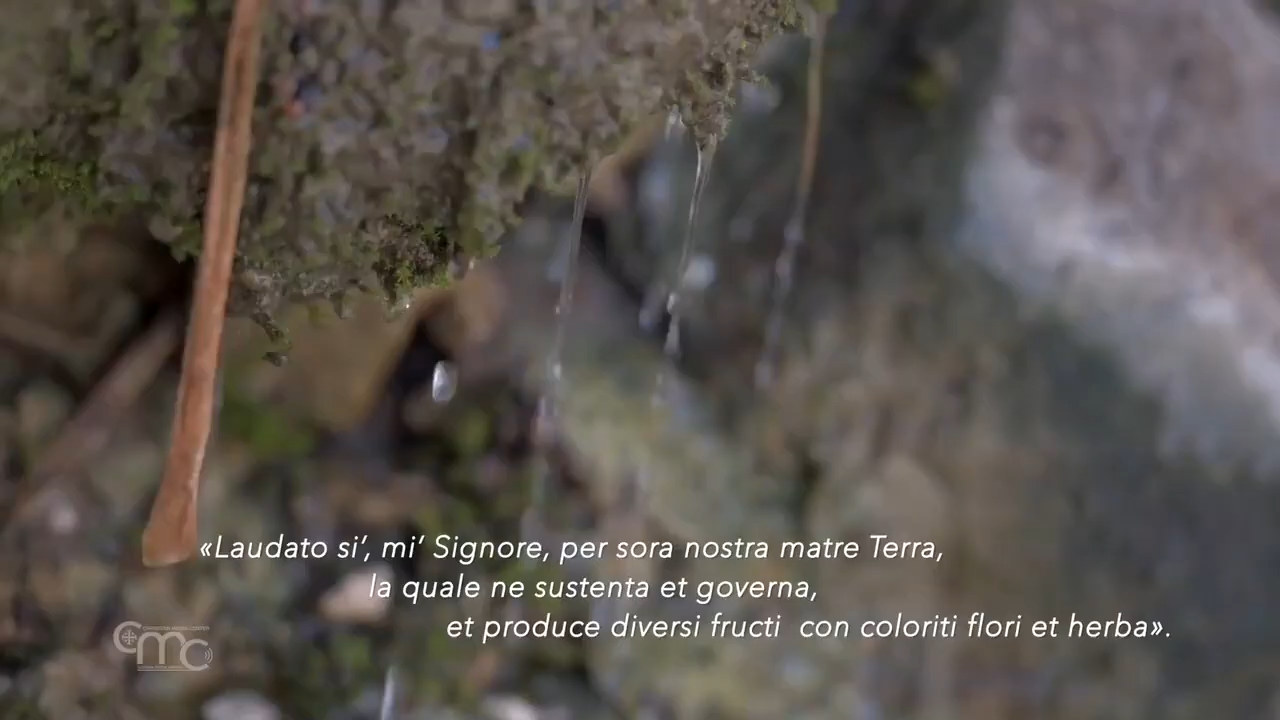 «Laudato si’, mi’ Signore, per sora nostra matre Terra,
la quale ne sustenta et governa,
et produce diversi fructi  con coloriti flori et herba».
CMC